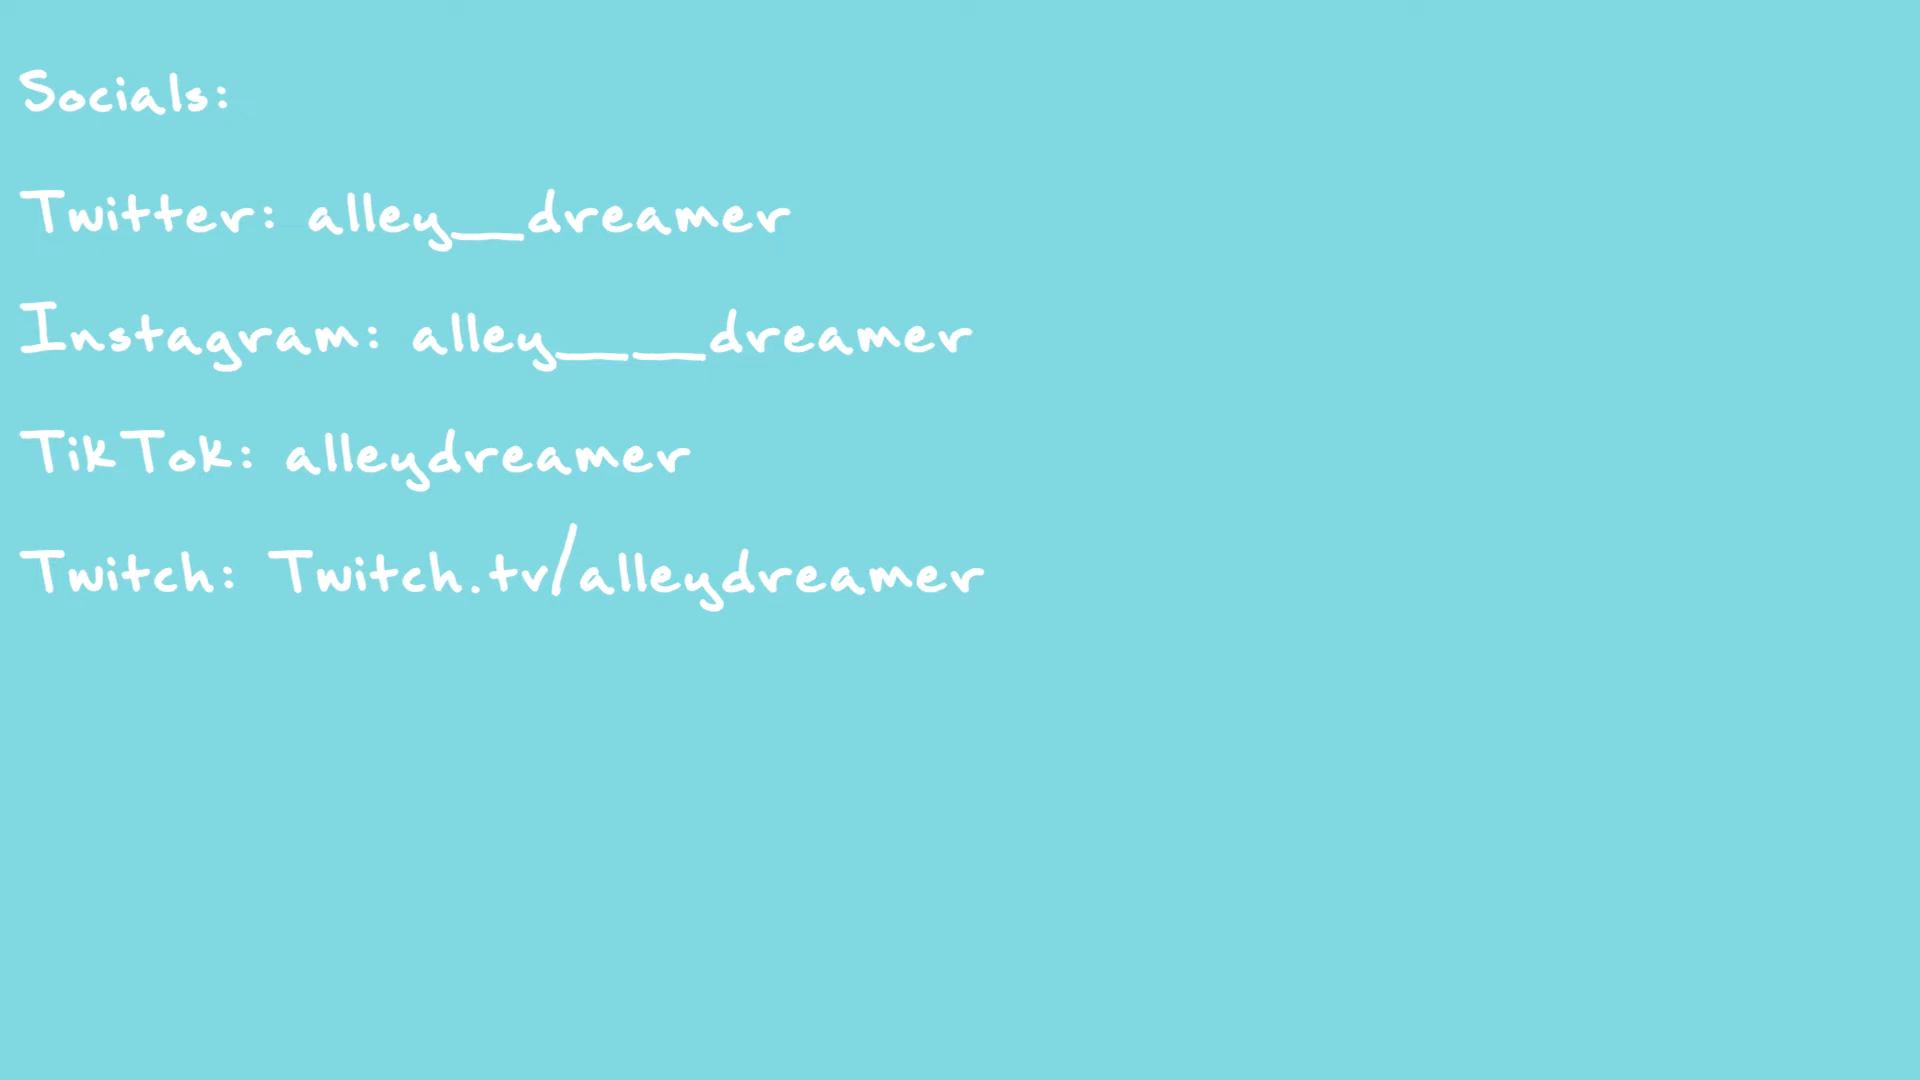 Socials:
Twitter: alley_dreamer
Instagram: alley__dreamer
TikTok: alleydreamer
Twitch: Twitch.tv/alleydreamer